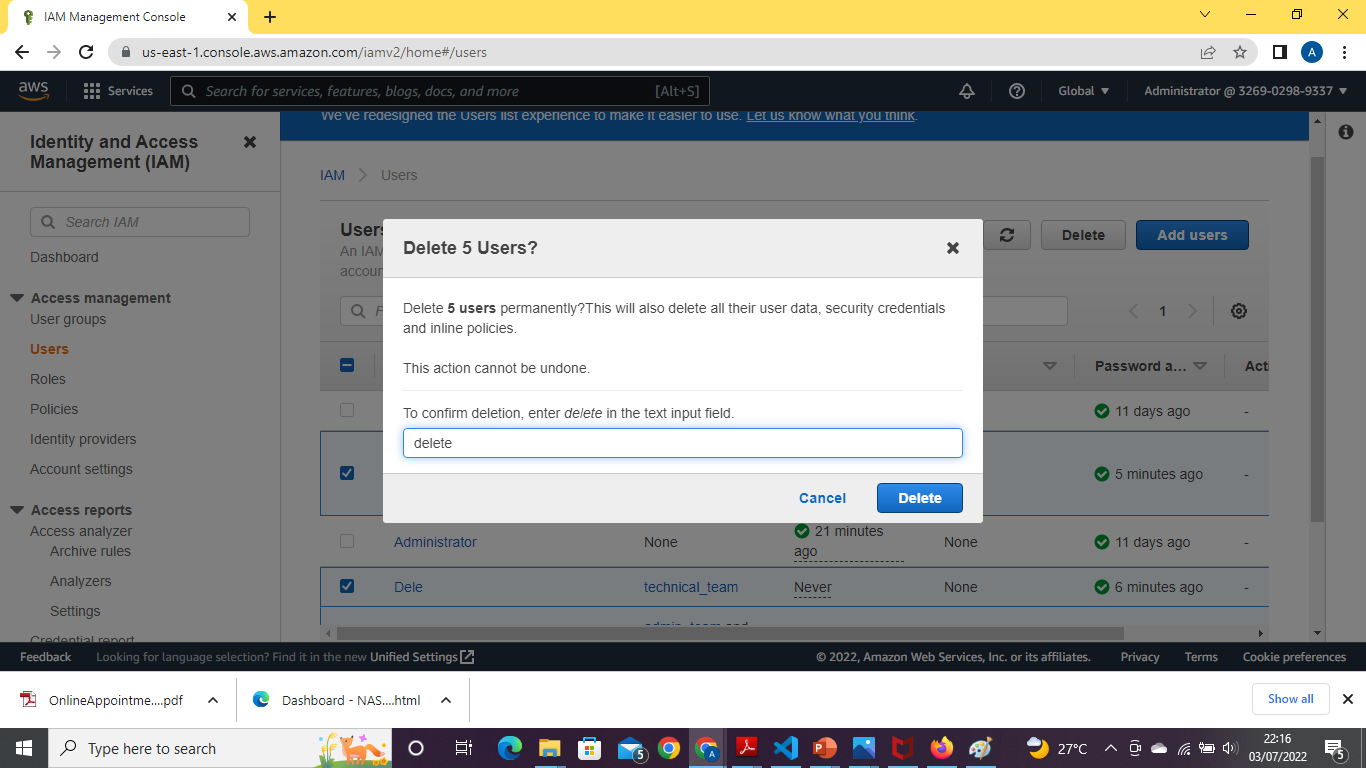 IAM Management Console
us-east-1.console.aws.amazon.com/iamv2/home#/users
aws
Services
Search for services, features, blogs, docs, and more
[Alt+S]
Global
Administrator @ 3269-0298-9337
Identity and Access
Management (IAM)
Search IAM
Dashboard
Access management
User groups
Users
Roles
Policies
Identity providers
Account settings
Access reports
Access analyzer
Archive rules
Analyzers
Settings
Credential report
We've redesigned the Users list experience to make it easier to use. Let us know what you think.
IAM
Users
Users
An IAM
accoun
Delete
Add users
1
Password a...
Acti
11 days ago
-
5 minutes ago
-
Administrator
None
21 minutes
ago
None
11 days ago
-
Dele
technical_team
Never
None
6 minutes ago
-
admin_team and
Delete 5 Users?
Delete 5 users permanently?This will also delete all their user data, security credentials
and inline policies.
This action cannot be undone.
To confirm deletion, enter delete in the text input field.
delete
Cancel
Delete
Feedback
Looking for language selection? Find it in the new Unified Settings
© 2022, Amazon Web Services, Inc. or its affiliates.
Privacy
Terms
Cookie preferences
OnlineAppointme....pdf
Dashboard - NAS....html
Show all
Type here to search
5
27°C
22:16
03/07/2022
5